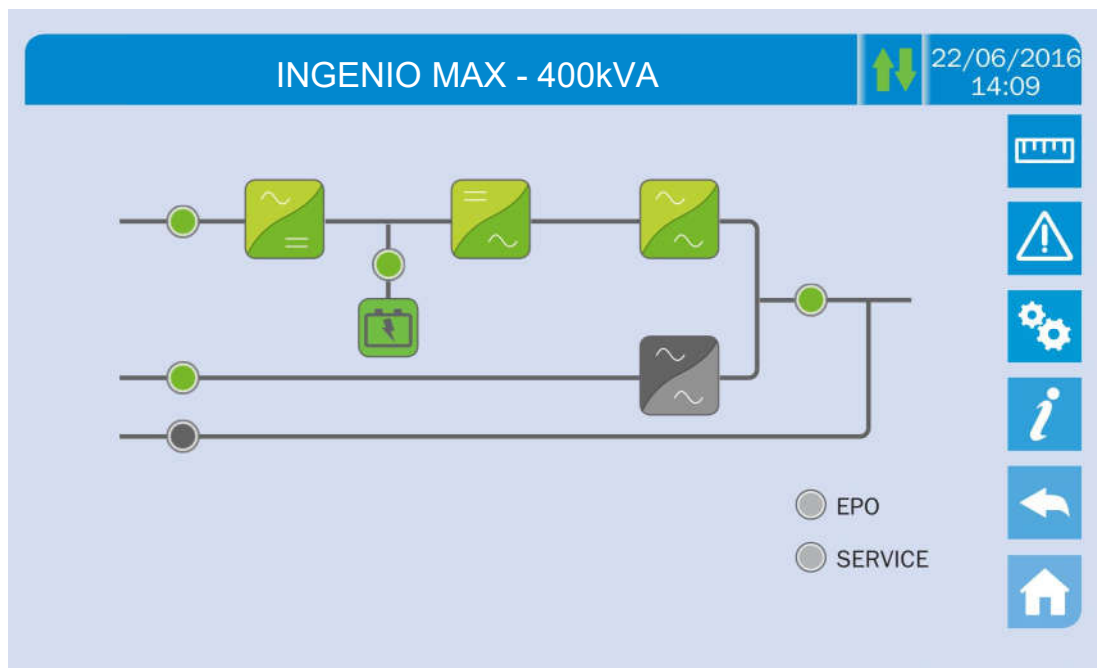 INGENIO MAX - 400kVA
22/06/2016
14:09
EPO
SERVICE